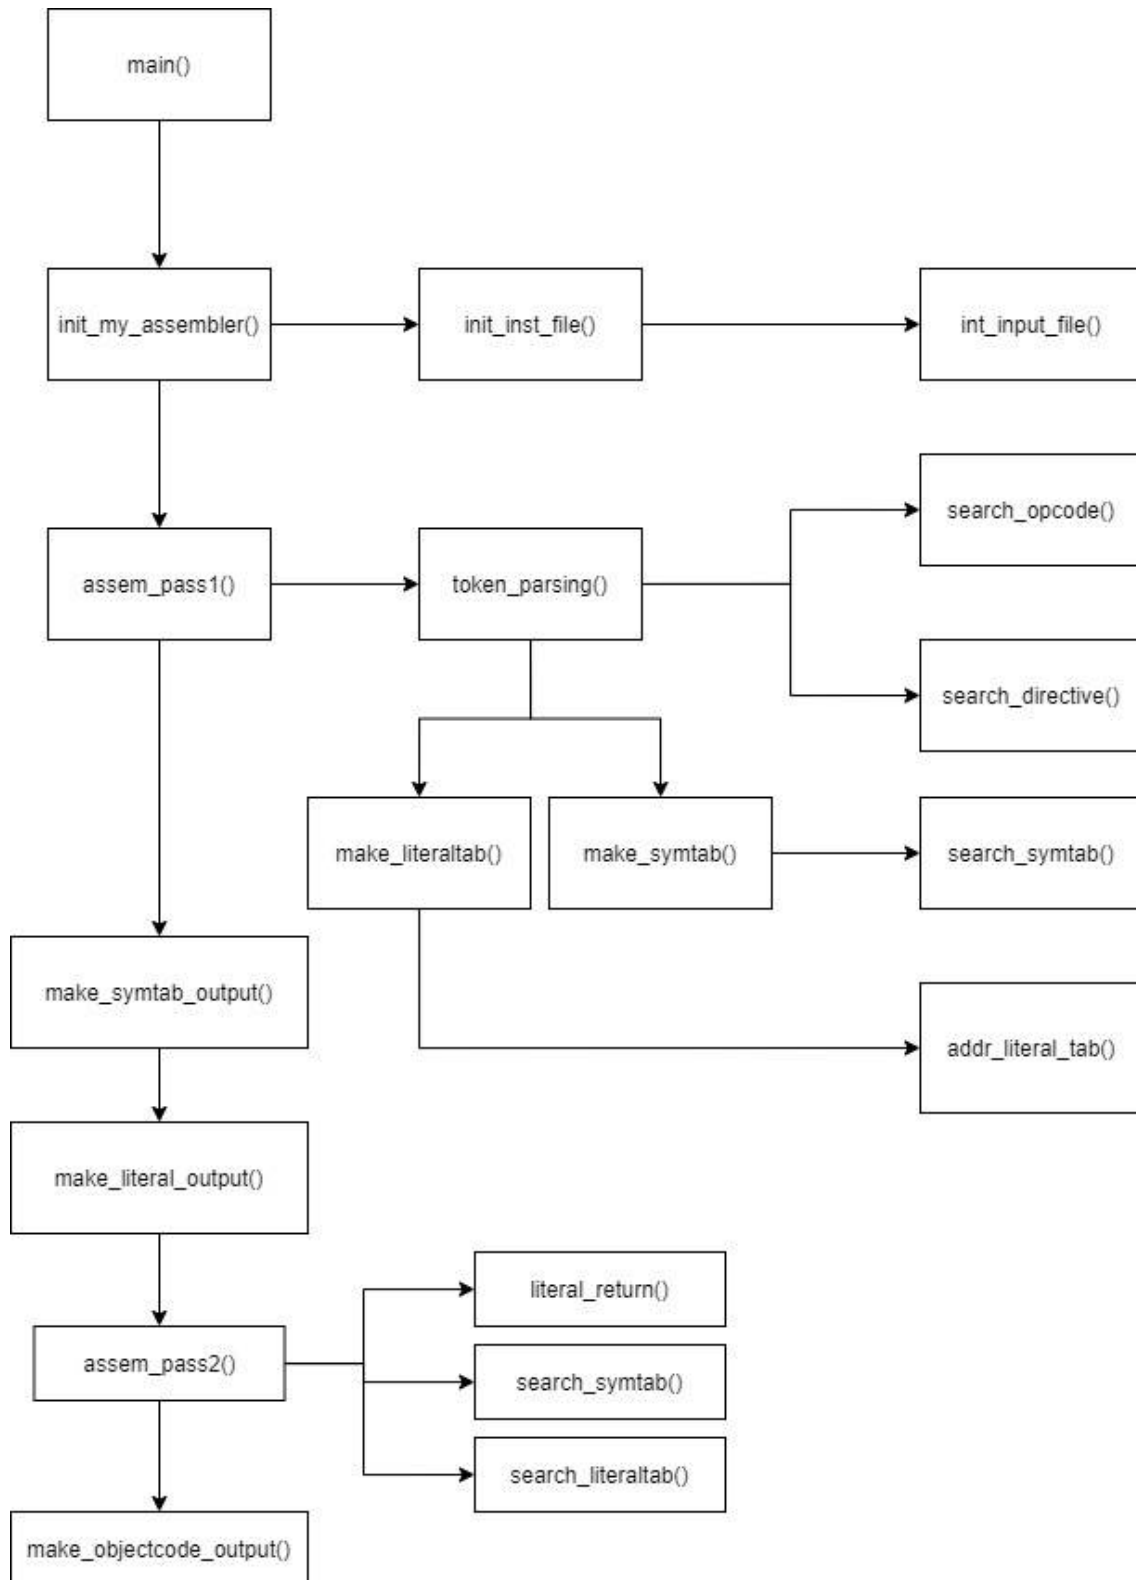 main()
init_my_assembler()
init_inst_file()
int_input_file()
search_opcode()
assem_pass1()
token_parsing()
search_directive()
make_literaltab()
make_symtab()
search_symtab()
make_symtab_output()
addr_literal_tab()
make_literal_output()
literal_return()
assem_pass2()
search_symtab()
search_literaltab()
make_objectcode_output()